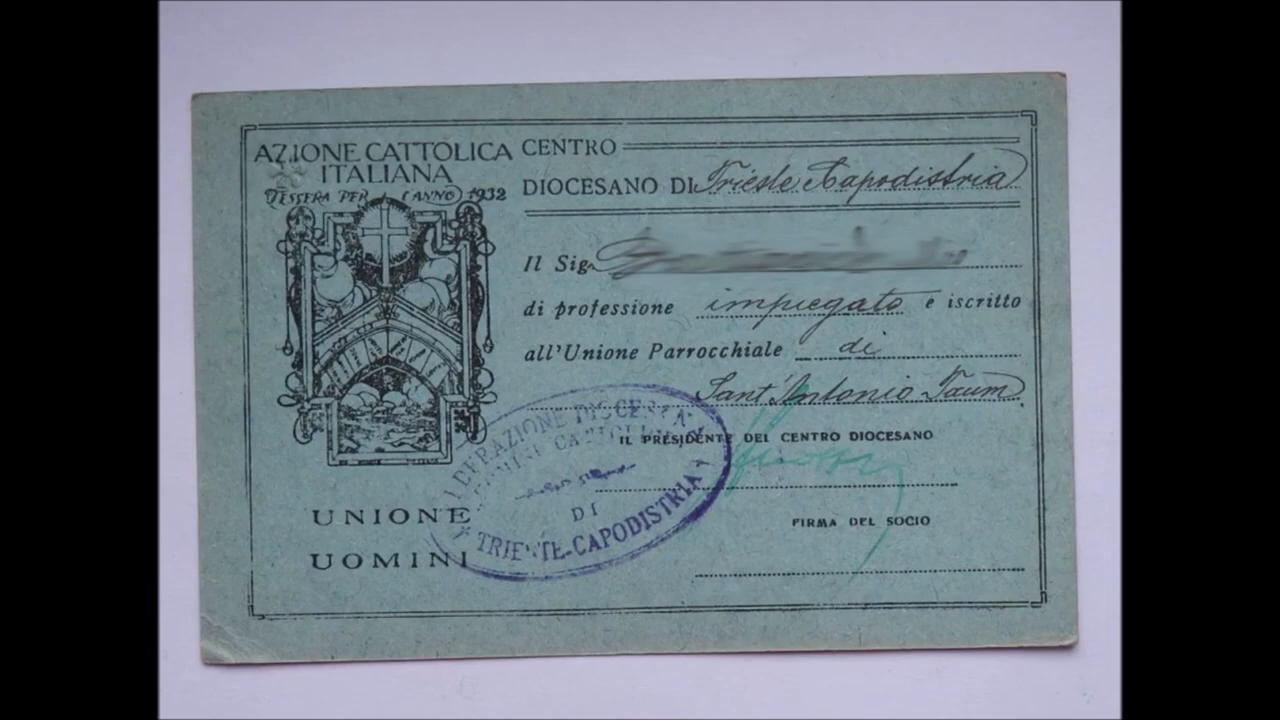 AZIONE CATTOLICA
ITALIANA
TESSERA PER L'ANNO 1932
CENTRO
DIOCESANO DI Trieste Capodistria
Il Sig.
di professione impiegato è iscritto
all'Unione Parrocchiale di
Sant'Antonio Taum.
IL PRESIDENTE DEL CENTRO DIOCESANO
FIRMA DEL SOCIO
UNIONE
UOMINI
DI
TRIESTE-CAPODISTRIA